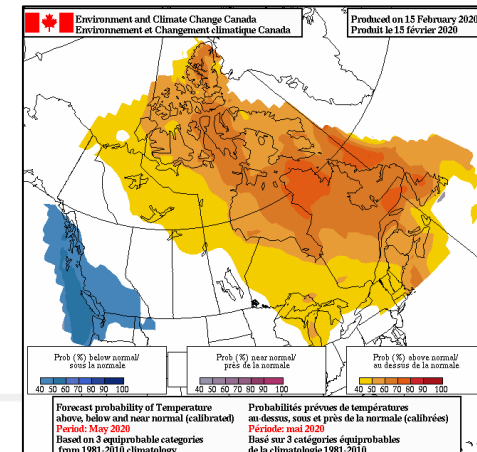 Environment and Climate Change Canada
Environnement et Changement climatique Canada
Produced on 15 February 2020
Produit le 15 février 2020
Prob (%) below normal/
sous la normale
40 50 60 70 80 90 100
Prob (%) near normal/
près de la normale
40 50 60 70 80 90 100
Prob (%) above normal/
au dessus de la normale
40 50 60 70 80 90 100
Forecast probability of Temperature
above, below and near normal (calibrated)
Period: May 2020
Based on 3 equiprobable categories
from 1981-2010 climatology
Probabilités prévues de températures
au-dessus, sous et près de la normale (calibrées)
Période: mai 2020
Basé sur 3 catégories équiprobables
de la climatologie 1981-2010